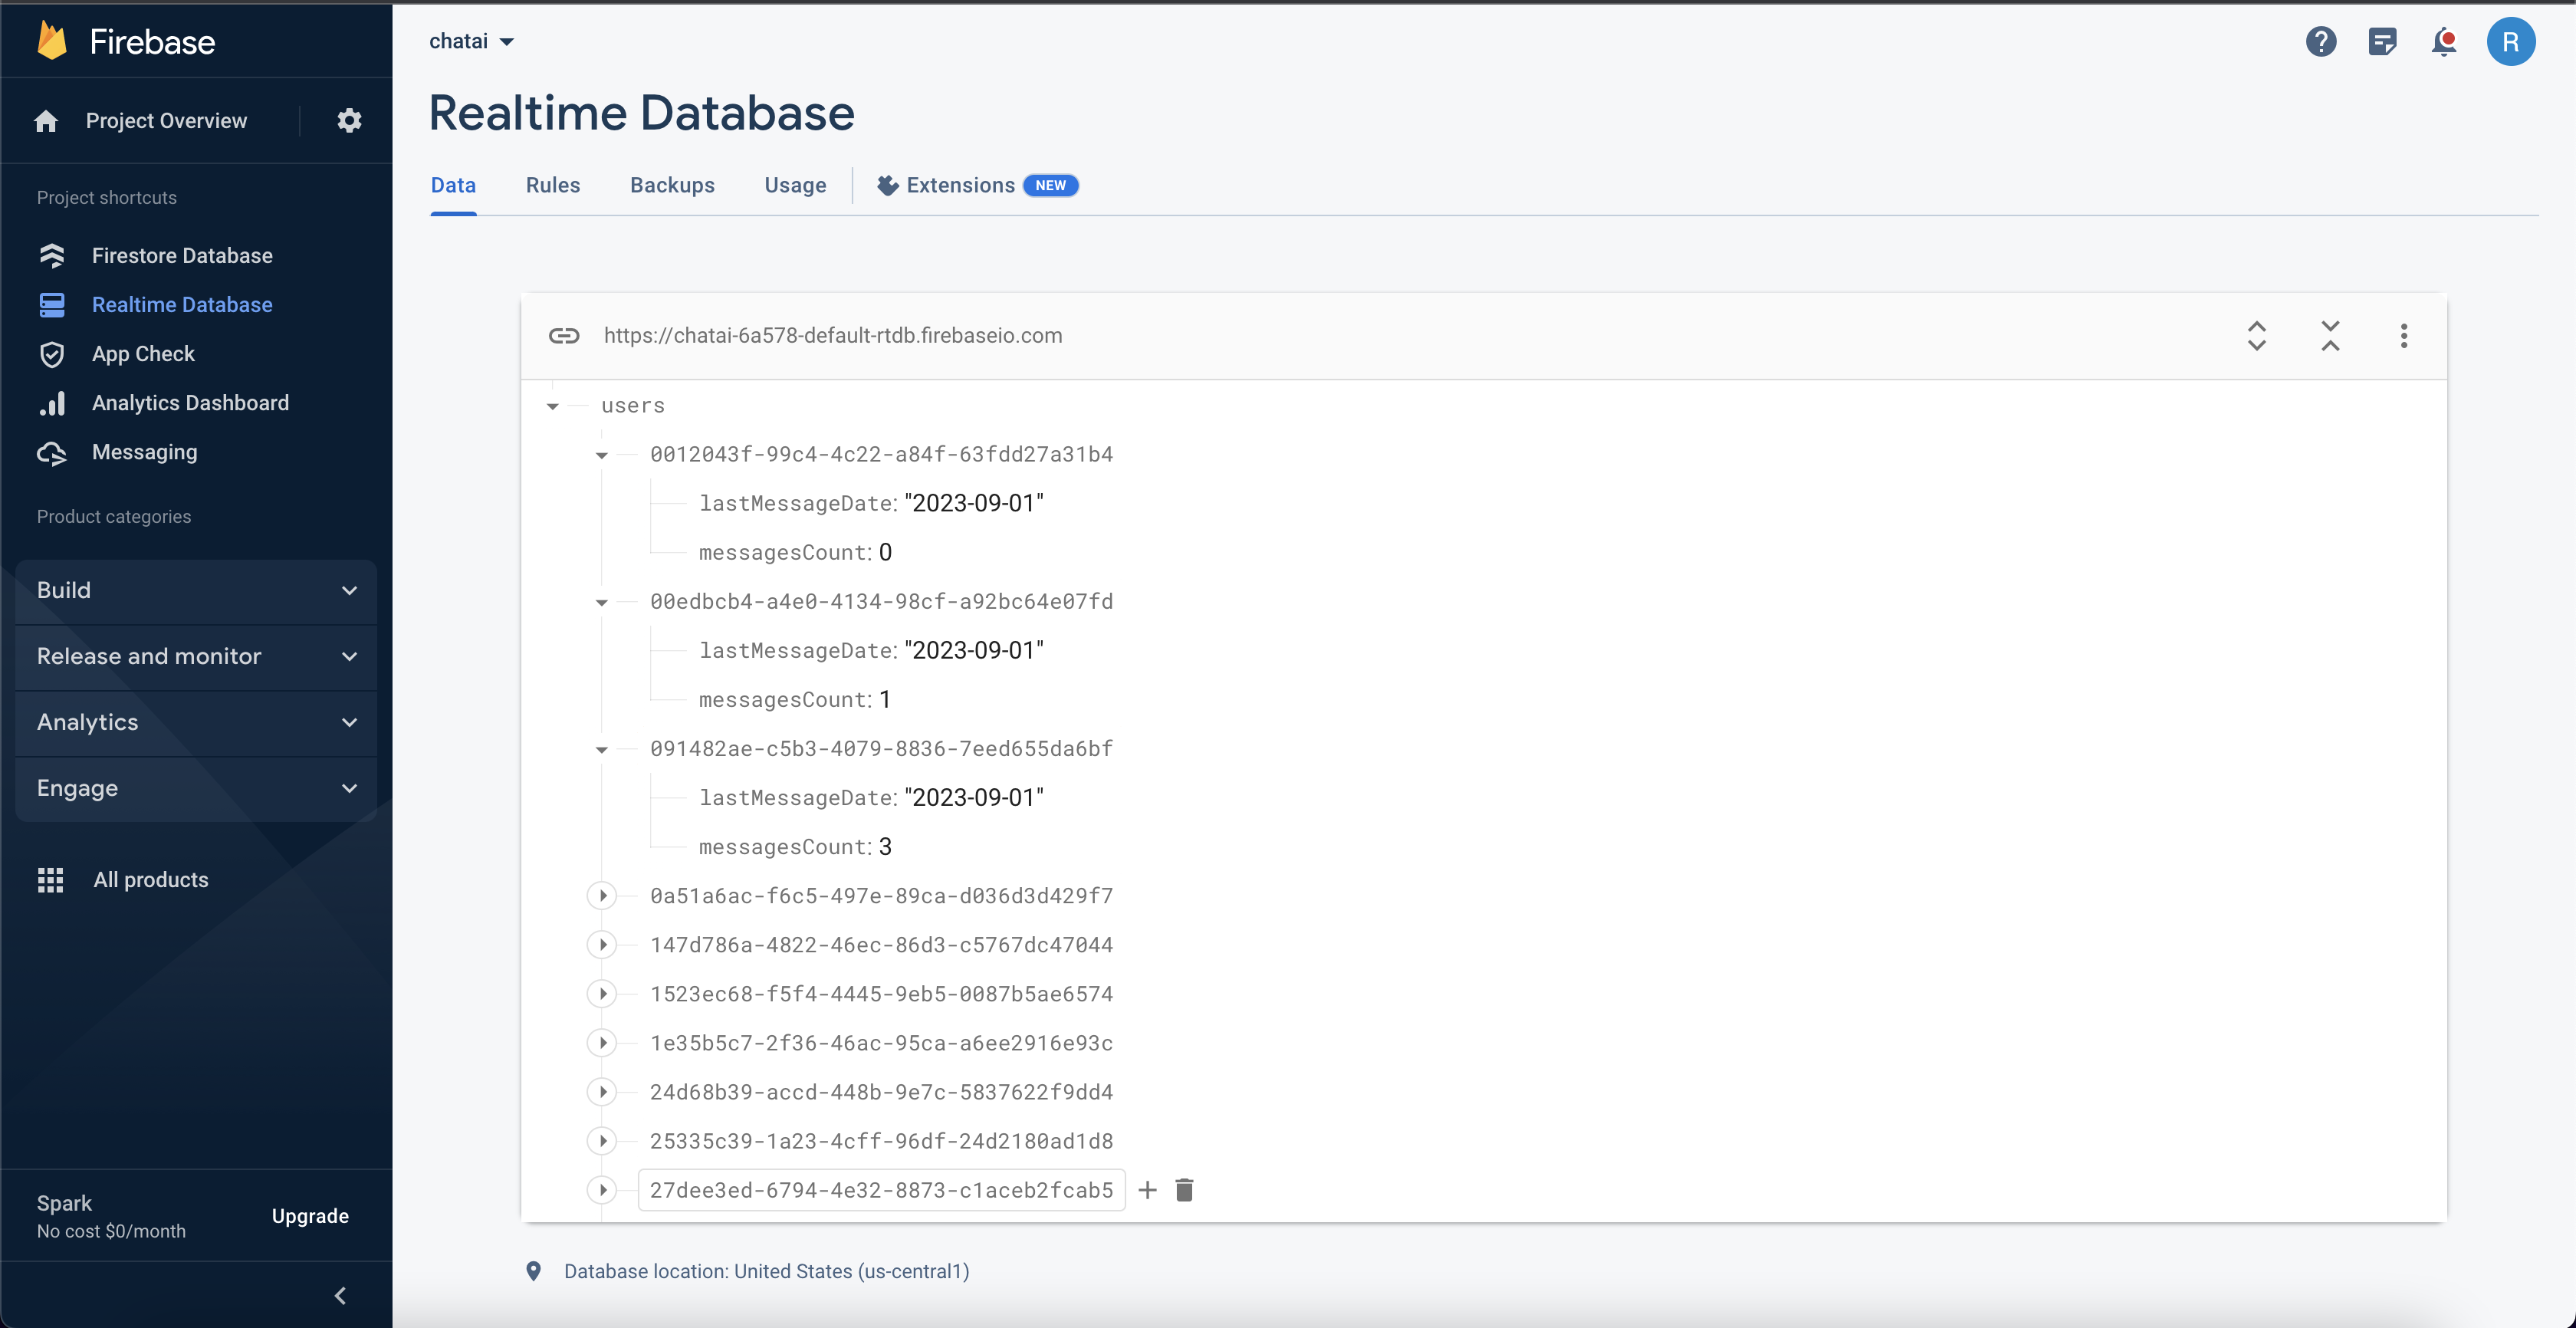 Firebase
Project Overview
Project shortcuts
Firestore Database
Realtime Database
App Check
Analytics Dashboard
Messaging
Product categories
Build
Release and monitor
Analytics
Engage
All products
Spark
No cost $0/month
Upgrade
chatai
R
Realtime Database
Data Rules Backups Usage Extensions NEW
https://chatai-6a578-default-rtdb.firebaseio.com
users
0012043f-99c4-4c22-a84f-63fdd27a31b4
lastMessageDate: "2023-09-01"
messagesCount: 0
00edbcb4-a4e0-4134-98cf-a92bc64e07fd
lastMessageDate: "2023-09-01"
messagesCount: 1
091482ae-c5b3-4079-8836-7eed655da6bf
lastMessageDate: "2023-09-01"
messagesCount: 3
0a51a6ac-f6c5-497e-89ca-d036d3d429f7
147d786a-4822-46ec-86d3-c5767dc47044
1523ec68-f5f4-4445-9eb5-0087b5ae6574
1e35b5c7-2f36-46ac-95ca-a6ee2916e93c
24d68b39-accd-448b-9e7c-5837622f9dd4
25335c39-1a23-4cff-96df-24d2180ad1d8
27dee3ed-6794-4e32-8873-c1aceb2fcab5
Database location: United States (us-central1)